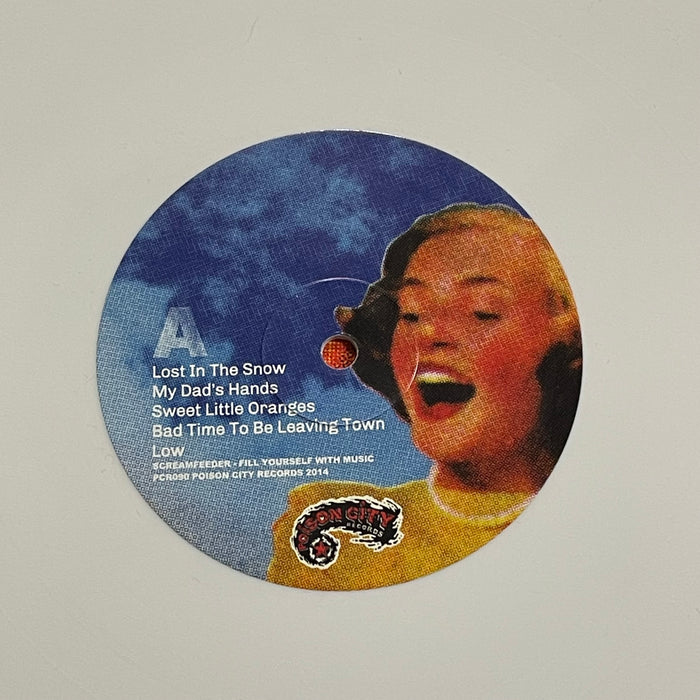 A
Lost In The Snow
My Dad's Hands
Sweet Little Oranges
Bad Time To Be Leaving Town
Low
SCREAMFEEDER - FILL YOURSELF WITH MUSIC
PCR090 POISON CITY RECORDS 2014
POISON CITY
RECORDS